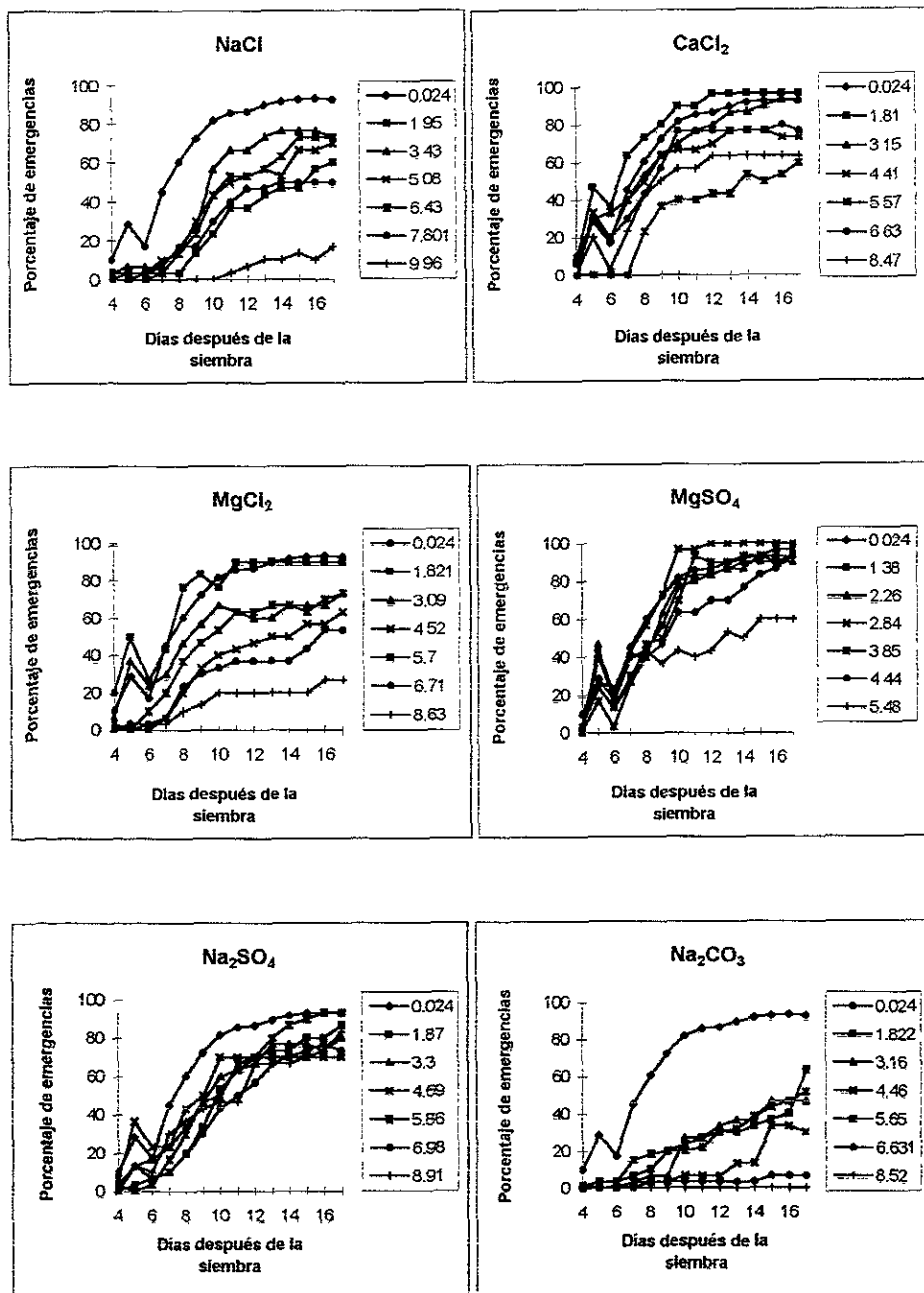 NaCl
Porcentaje de emergencias
100
80
60
40
20
0
4 5 6 7 8 9 10 11 12 13 14 16
Días después de la
siembra
0,024
1.95
3,43
5,08
6,43
7,801
9,96
CaCl₂
Porcentaje de emergencias
100
80
60
40
20
0
4 5 6 7 8 9 10 12 14 16
Días después de la
siembra
0,024
1,81
3,15
4,41
5,57
6,63
8,47
MgCl₂
Porcentaje de emergencias
100
80
60
40
20
0
4 6 8 10 12 14 16
Días después de la
siembra
0,024
1,821
3,09
4,52
5,7
6,71
8,63
MgSO₄
Porcentaje de emergencias
100
80
60
40
20
0
4 6 8 10 12 14 16
Días después de la
siembra
0,024
1,38
2,26
2,84
3,85
4,44
5,48
Na₂SO₄
Porcentaje de emergencias
100
80
60
40
20
0
4 6 8 10 12 14 16
Días después de la
siembra
0,024
1,87
3,3
4,69
5,86
6,98
8,91
Na₂CO₃
Porcentaje de emergencias
100
80
60
40
20
0
4 6 8 10 12 14 16
Días después de la
siembra
0,024
1,822
3,16
4,46
5,65
6,631
8,52